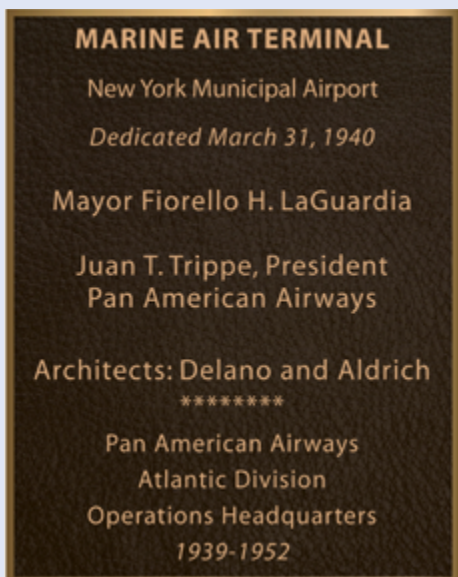 MARINE AIR TERMINAL
New York Municipal Airport
Dedicated March 31, 1940
Mayor Fiorello H. LaGuardia
Juan T. Trippe, President
Pan American Airways
Architects: Delano and Aldrich
********
Pan American Airways
Atlantic Division
Operations Headquarters
1939-1952